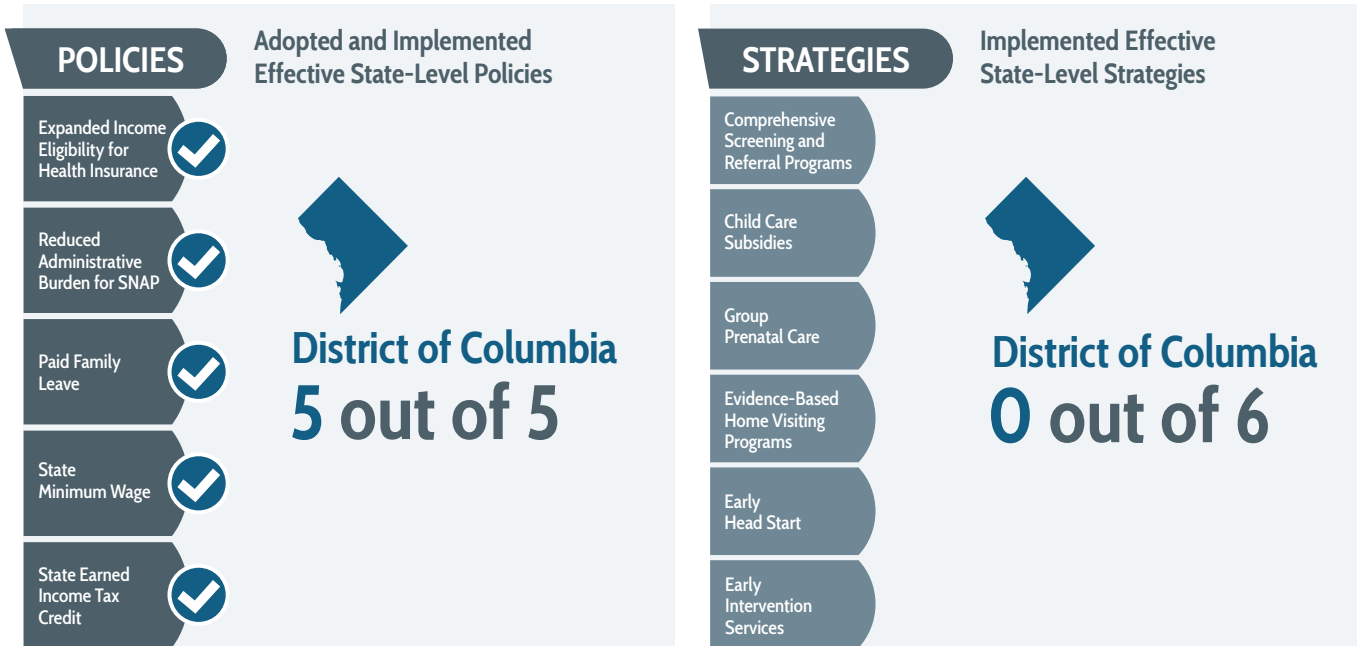 POLICIES
Adopted and Implemented
Effective State-Level Policies
Expanded Income
Eligibility for
Health Insurance
Reduced
Administrative
Burden for SNAP
Paid Family
Leave
State
Minimum Wage
State Earned
Income Tax
Credit
District of Columbia
5 out of 5
STRATEGIES
Implemented Effective
State-Level Strategies
Comprehensive
Screening and
Referral Programs
Child Care
Subsidies
Group
Prenatal Care
Evidence-Based
Home Visiting
Programs
Early
Head Start
Early
Intervention
Services
District of Columbia
0 out of 6